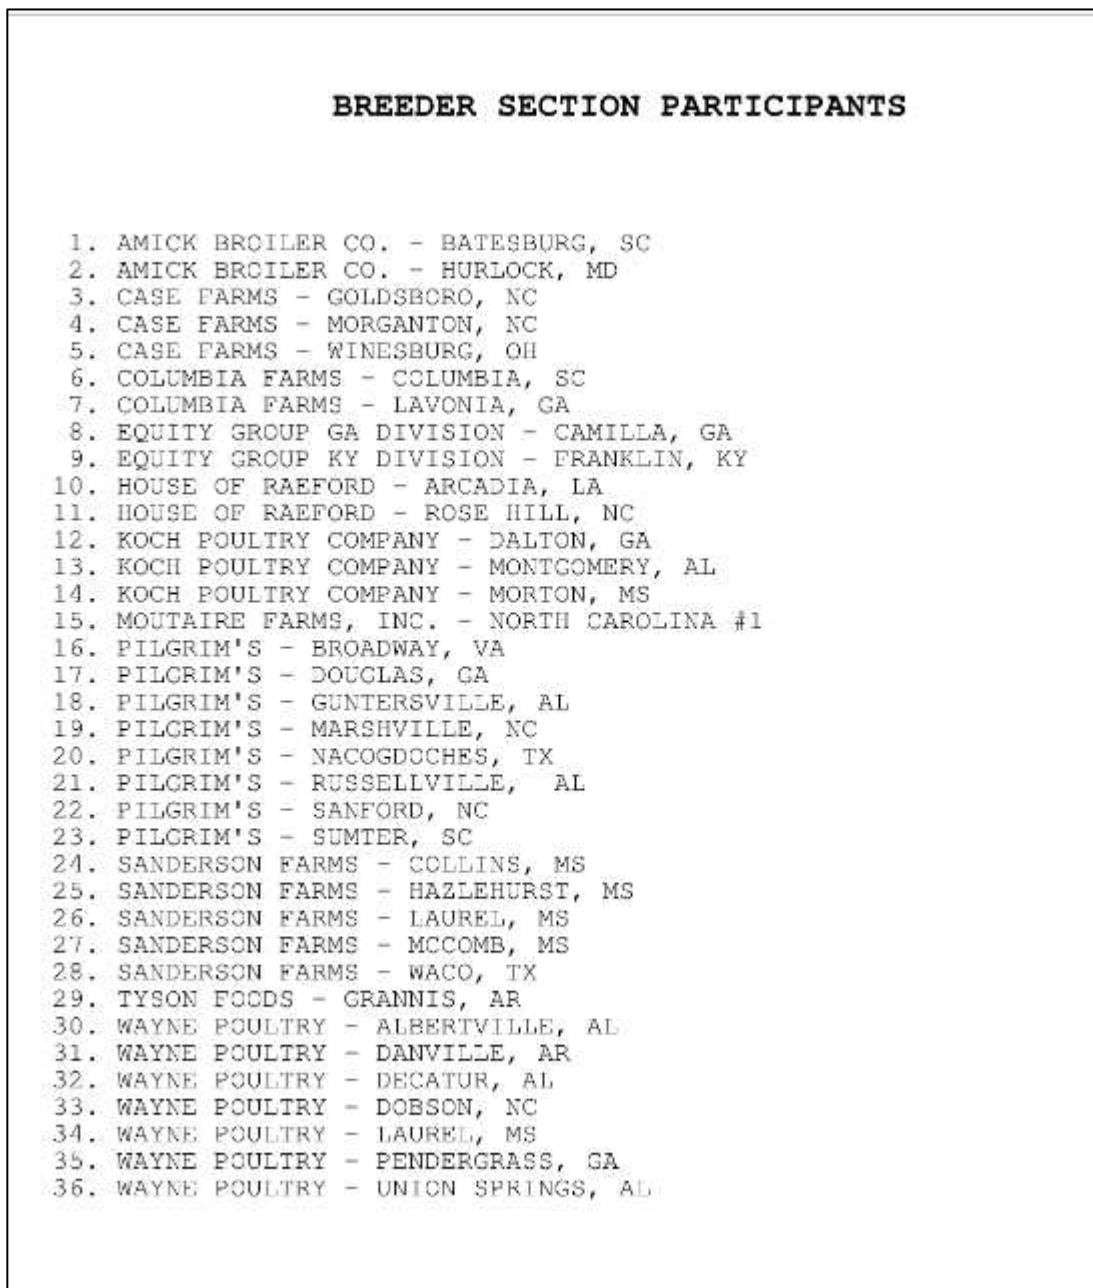 BREEDER SECTION PARTICIPANTS
1. AMICK BROILER CO. - BATESBURG, SC
2. AMICK BROILER CO. - HURLOCK, MD
3. CASE FARMS - GOLDSBORO, NC
4. CASE FARMS - MORGANTON, NC
5. CASE FARMS - WINESBURG, OH
6. COLUMBIA FARMS - COLUMBIA, SC
7. COLUMBIA FARMS - LAVONIA, GA
8. EQUITY GROUP GA DIVISION - CAMILLA, GA
9. EQUITY GROUP KY DIVISION - FRANKLIN, KY
10. HOUSE OF RAEFORD - ARCADIA, LA
11. HOUSE OF RAEFORD - ROSE HILL, NC
12. KOCH POULTRY COMPANY - DALTON, GA
13. KOCH POULTRY COMPANY - MONTGOMERY, AL
14. KOCH POULTRY COMPANY - MORTON, MS
15. MOUTAIRE FARMS, INC. - NORTH CAROLINA #1
16. PILGRIM'S - BROADWAY, VA
17. PILGRIM'S - DOUGLAS, GA
18. PILGRIM'S - GUNTERSVILLE, AL
19. PILGRIM'S - MARSHVILLE, NC
20. PILGRIM'S - NACOGDOCHES, TX
21. PILGRIM'S - RUSSELLVILLE, AL
22. PILGRIM'S - SANFORD, NC
23. PILGRIM'S - SUMTER, SC
24. SANDERSON FARMS - COLLINS, MS
25. SANDERSON FARMS - HAZLEHURST, MS
26. SANDERSON FARMS - LAUREL, MS
27. SANDERSON FARMS - MCCOMB, MS
28. SANDERSON FARMS - WACO, TX
29. TYSON FOODS - GRANNIS, AR
30. WAYNE POULTRY - ALBERTVILLE, AL
31. WAYNE POULTRY - DANVILLE, AR
32. WAYNE POULTRY - DECATUR, AL
33. WAYNE POULTRY - DOBSON, NC
34. WAYNE POULTRY - LAUREL, MS
35. WAYNE POULTRY - PENDERGRASS, GA
36. WAYNE POULTRY - UNION SPRINGS, AL